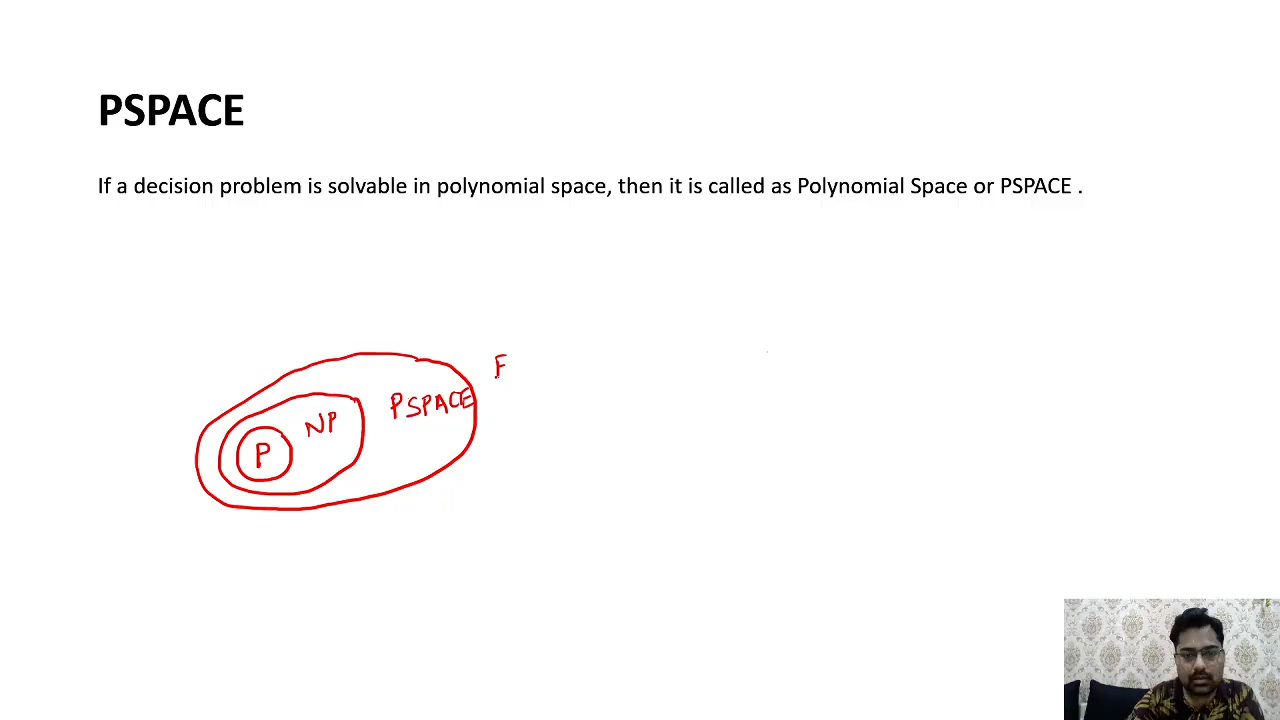 PSPACE
If a decision problem is solvable in polynomial space, then it is called as Polynomial Space or PSPACE .
F
PSPACE
NP
P